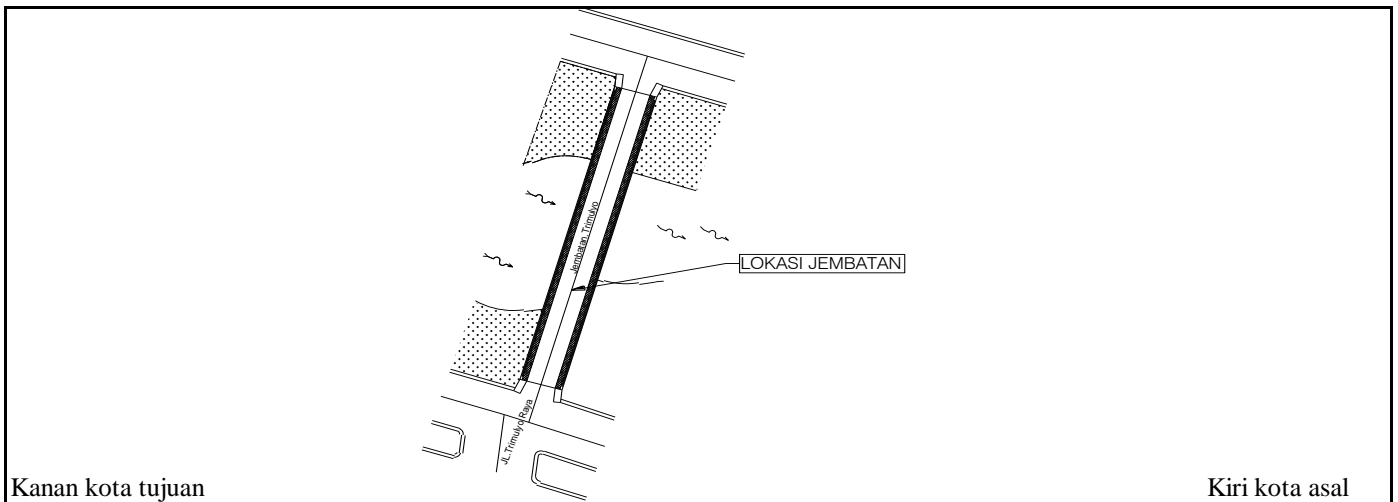 Jembatan.Trimulyo
LOKASI JEMBATAN
JL.Trimulyo Raya
Kanan kota tujuan
Kiri kota asal